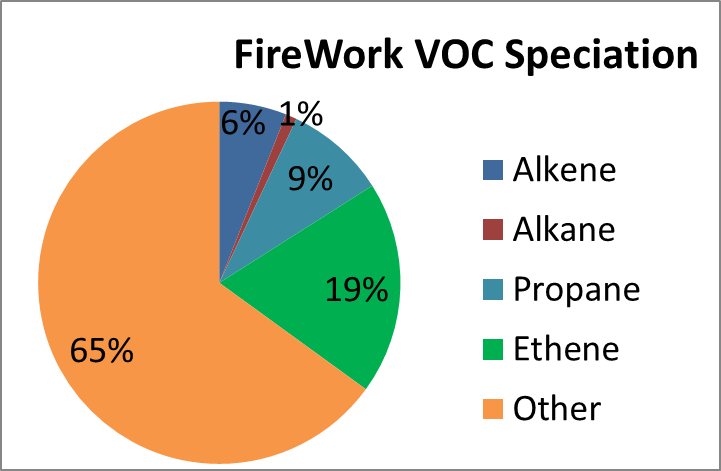 FireWork VOC Speciation
6%
1%
9%
19%
65%
Alkene
Alkane
Propane
Ethene
Other